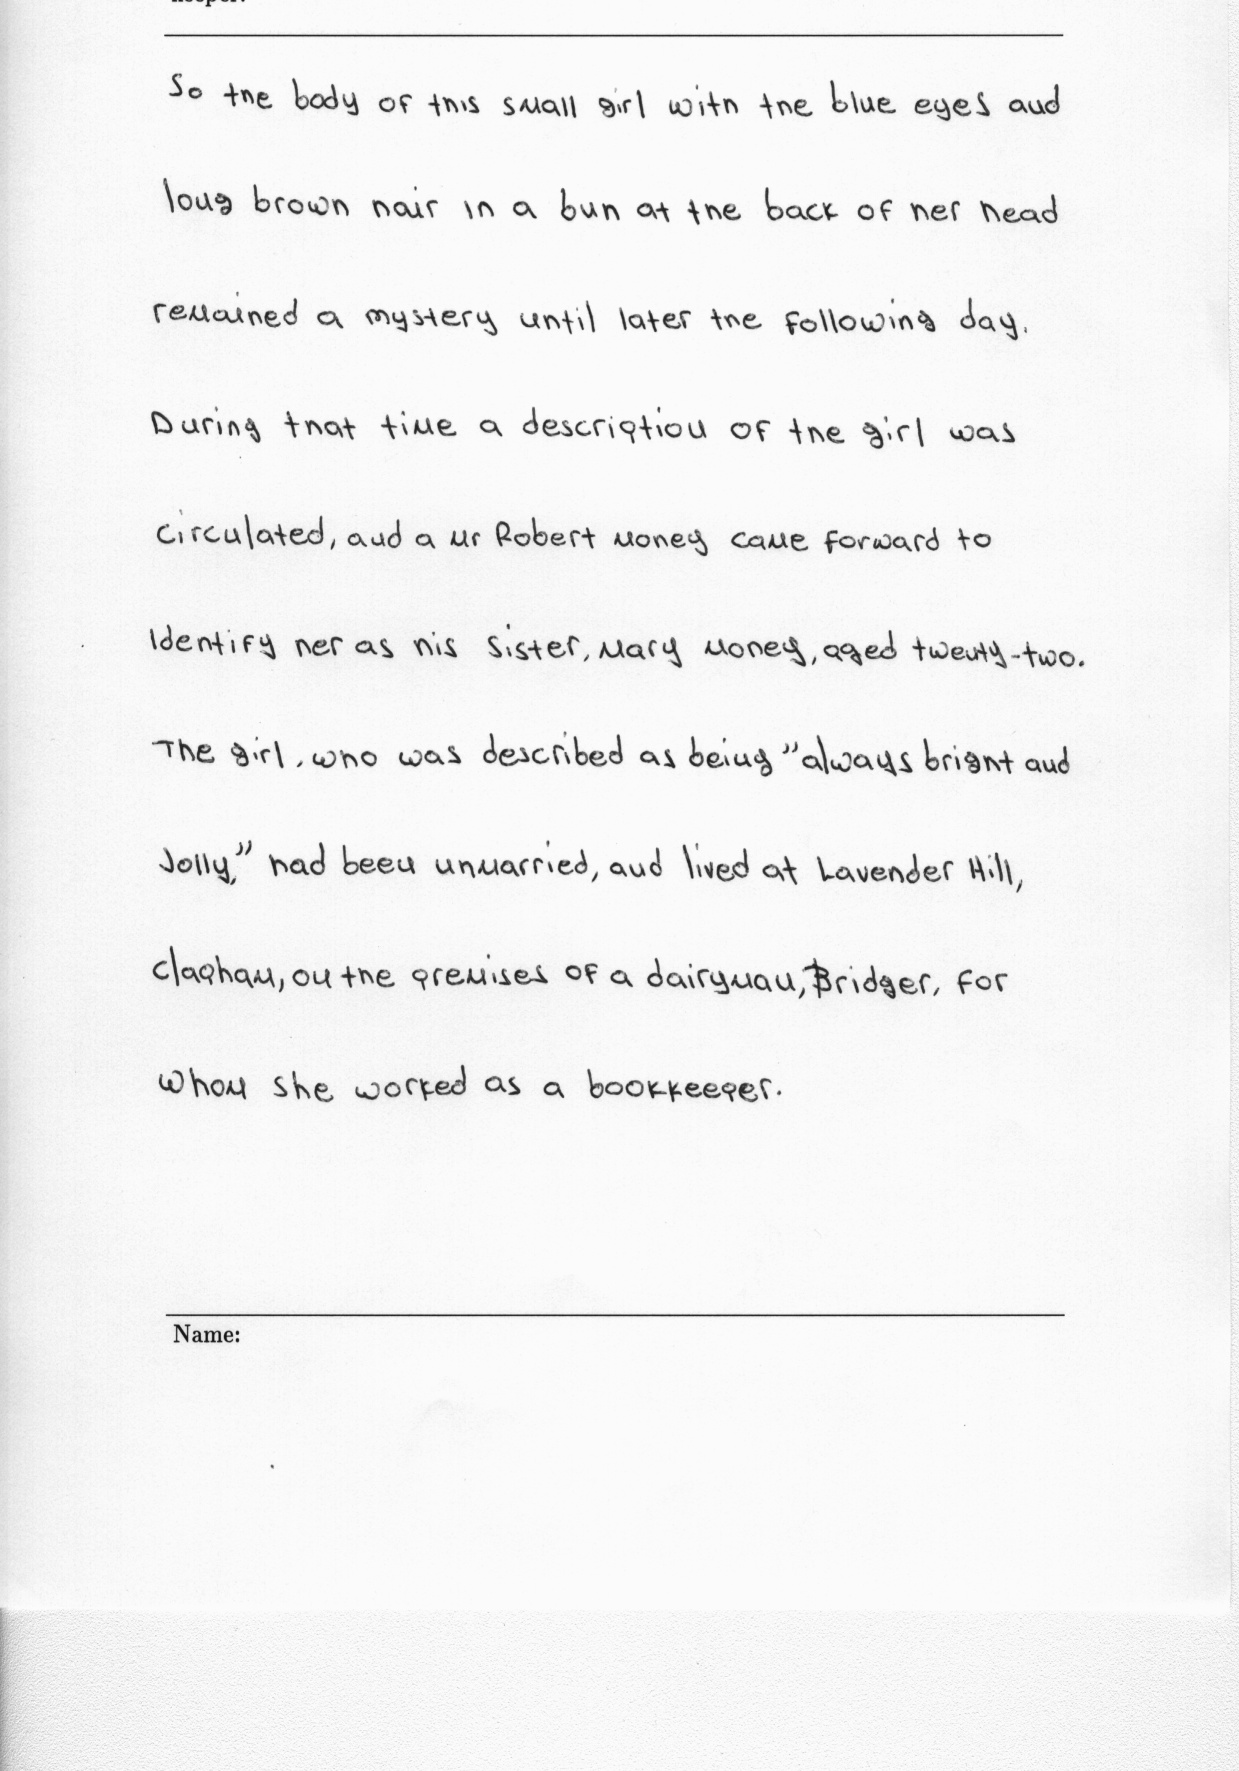 So the body of this small girl with the blue eyes and
long brown hair in a bun at the back of her head
remained a mystery until later the following day.
During that time a description of the girl was
circulated, and a Mr Robert Money came forward to
identify her as his sister, Mary Money, aged twenty-two.
The girl, who was described as being "always bright and
Jolly," had been unmarried, and lived at Lavender Hill,
Clapham, on the premises of a dairyman, Bridger, for
whom she worked as a bookkeeper.
Name: